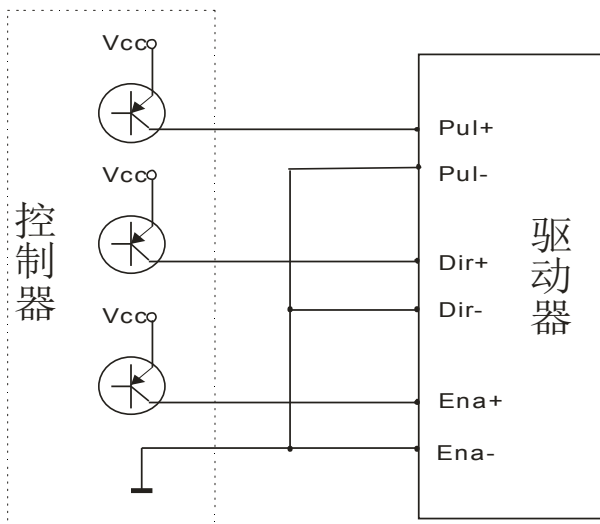 Vcc
Pul+
Pul-
Vcc
控制器
驱动器
Dir+
Dir-
Vcc
Ena+
Ena-